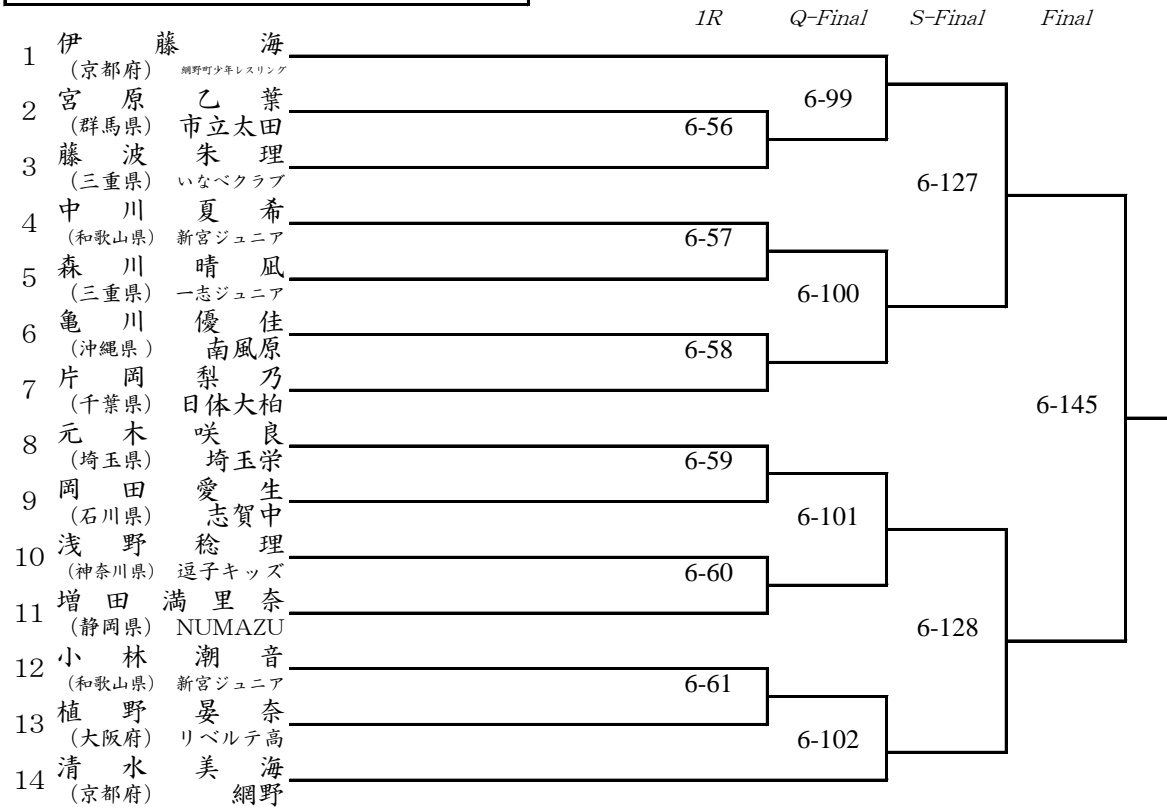 1R Q-Final S-Final Final
1 伊藤海
(京都府) 網野町少年レスリング
2 宮原乙葉
(群馬県) 市立太田
3 藤波朱理
(三重県) いなべクラブ
4 中川夏希
(和歌山県) 新宮ジュニア
5 森川晴凪
(三重県) 一志ジュニア
6 亀川優佳
(沖縄県) 南風原
7 片岡梨乃
(千葉県) 日体大柏
8 元木咲良
(埼玉県) 埼玉栄
9 岡田愛生
(石川県) 志賀中
10 浅野稔理
(神奈川県) 逗子キッズ
11 増田満里奈
(静岡県) NUMAZU
12 小林潮音
(和歌山県) 新宮ジュニア
13 植野晏奈
(大阪府) リベルテ高
14 清水美海
(京都府) 網野
6-56
6-57
6-58
6-59
6-60
6-61
6-99
6-100
6-101
6-102
6-127
6-128
6-145